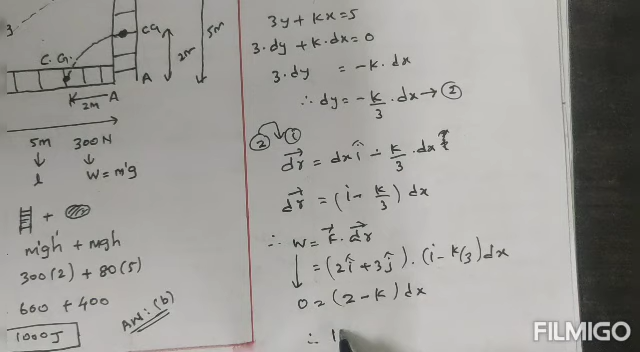 3
C.G.
CG
2m
5m
A
2m A
5m 300N
l W = m'g
+
m'gh' + mgh
300(2) + 80(5)
600 + 400
1000J
Ans: (b)
3y + kx = 5
3·dy + k·dx = 0
3·dy = -k·dx
∴ dy = -k/3 · dx → ②
② ①
dr⃗ = dx î - k/3 · dx
dr⃗ = (i - k/3) dx
∴ W = F⃗ · dr⃗
= (2î + 3ĵ) · (i - k/3) dx
0 = (2 - k) dx
∴
FILMIGO